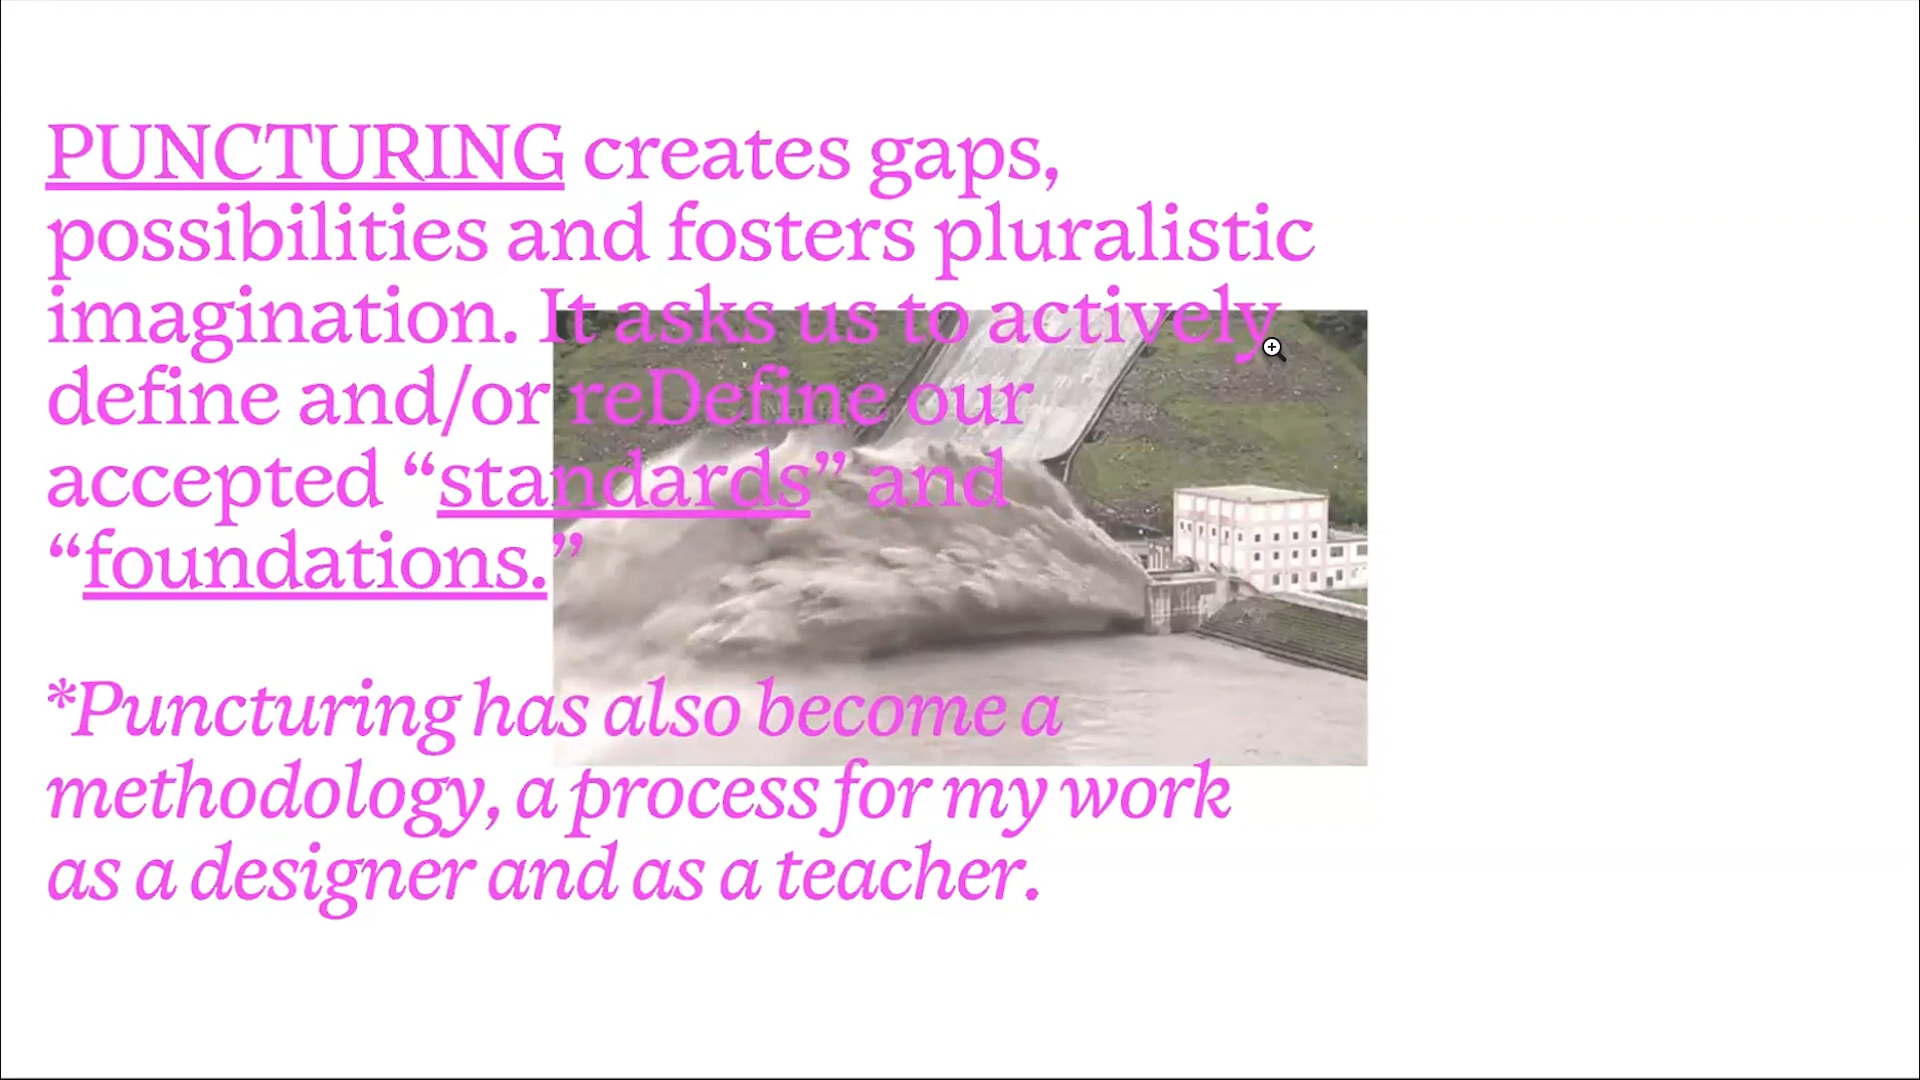 PUNCTURING creates gaps,
possibilities and fosters pluralistic
imagination. It asks us to actively
define and/or reDefine our
accepted “standards” and
“foundations.”
*Puncturing has also become a
methodology, a process for my work
as a designer and as a teacher.